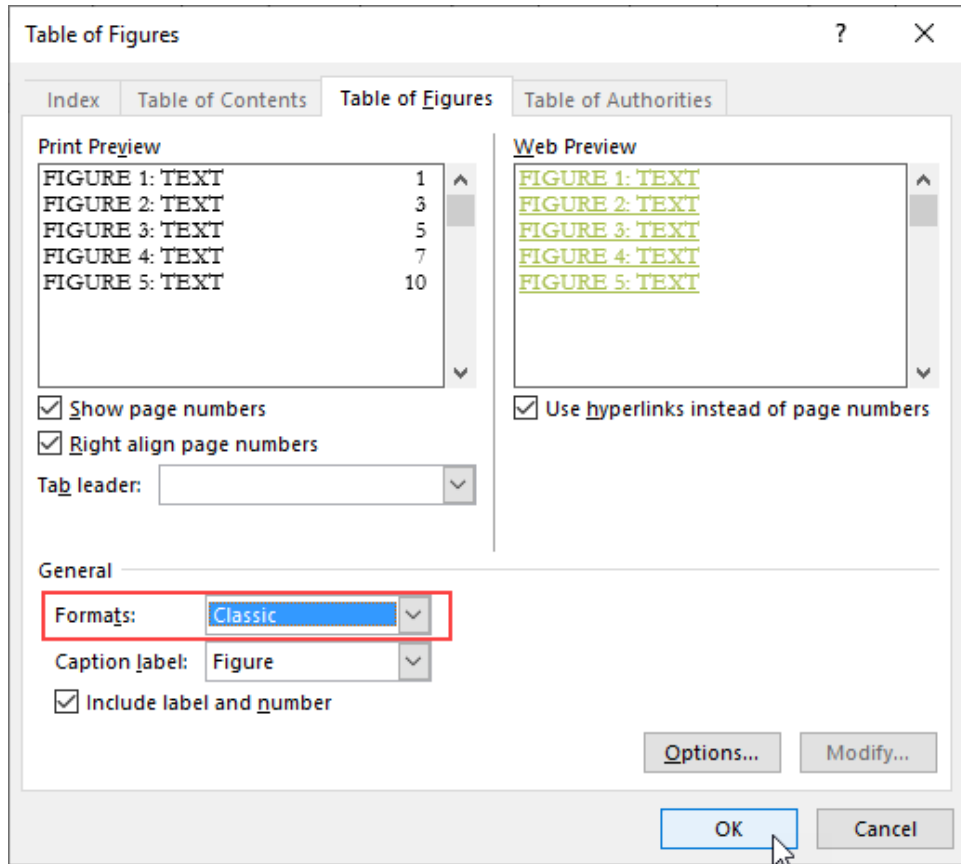 Table of Figures
?
Index
Table of Contents
Table of Figures
Table of Authorities
Print Preview
FIGURE 1: TEXT 1
FIGURE 2: TEXT 3
FIGURE 3: TEXT 5
FIGURE 4: TEXT 7
FIGURE 5: TEXT 10
Web Preview
FIGURE 1: TEXT
FIGURE 2: TEXT
FIGURE 3: TEXT
FIGURE 4: TEXT
FIGURE 5: TEXT
Show page numbers
Right align page numbers
Tab leader:
Use hyperlinks instead of page numbers
General
Formats: Classic
Caption label: Figure
Include label and number
Options...
Modify...
OK
Cancel